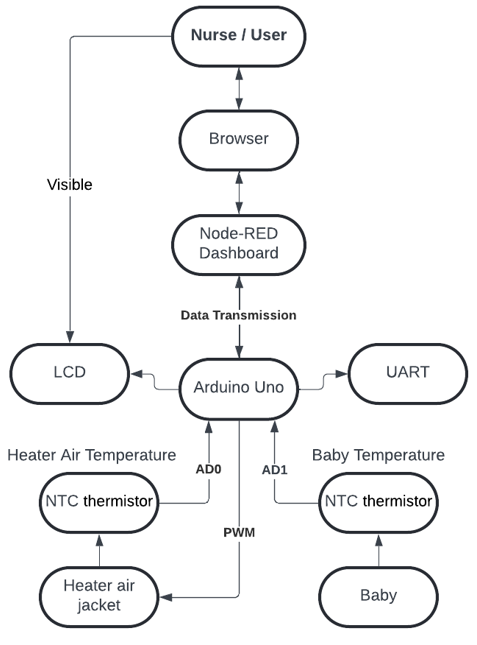 Nurse / User
Browser
Visible
Node-RED
Dashboard
Data Transmission
LCD
Arduino Uno
UART
Heater Air Temperature
Baby Temperature
AD0
AD1
NTC thermistor
NTC thermistor
PWM
Heater air
jacket
Baby